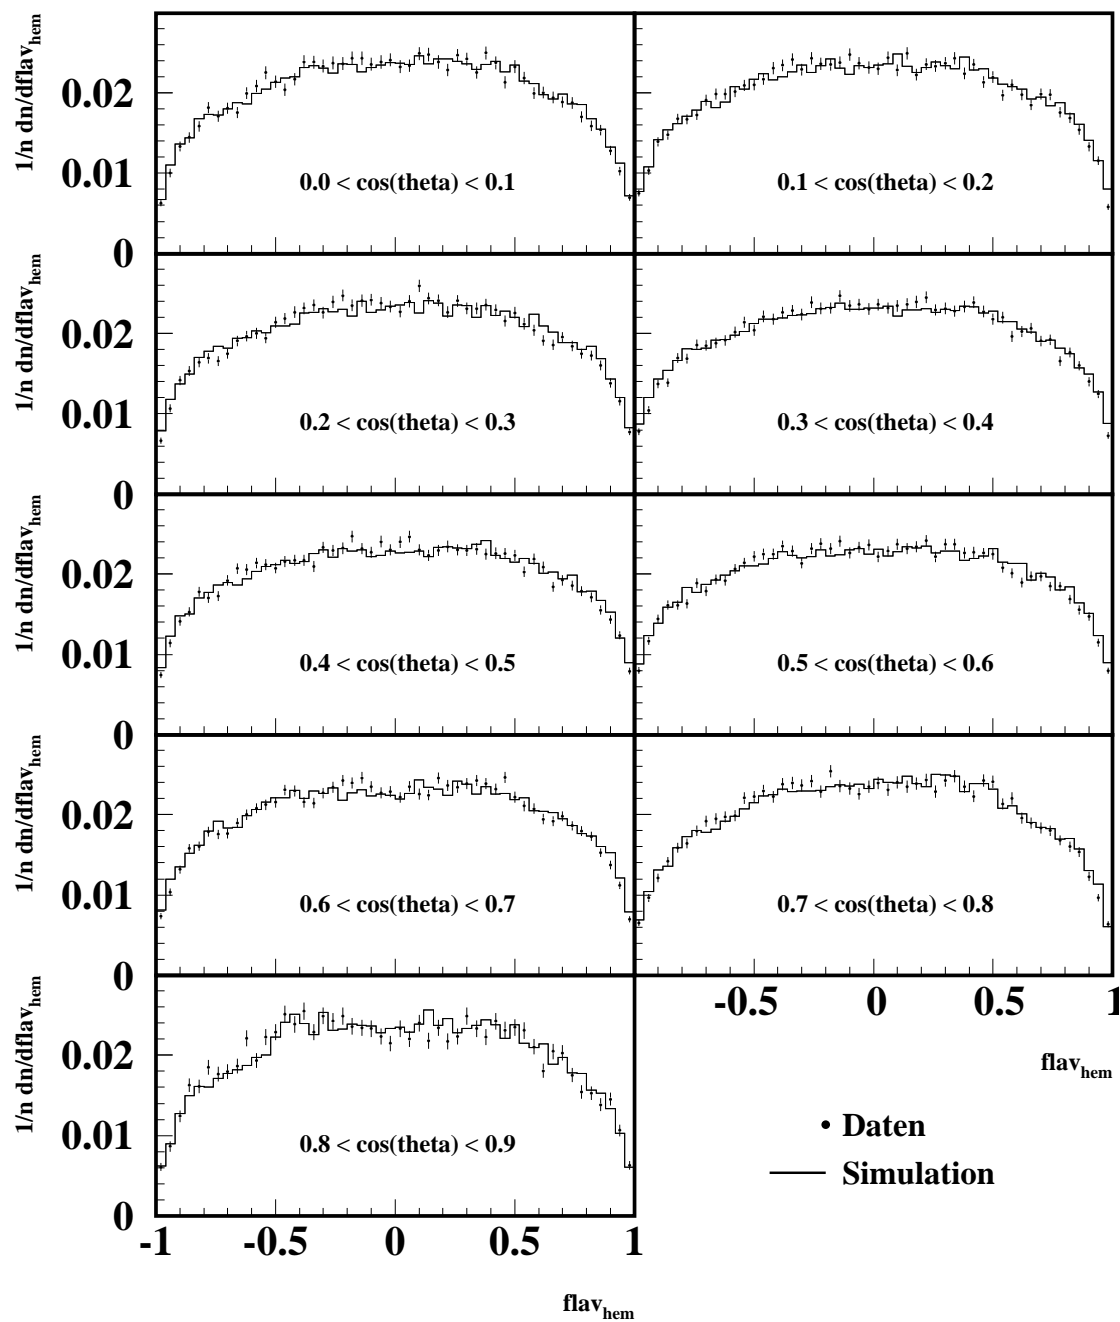 1/n dn/dflav_hem
0.02
0.01
0
0.0 < cos(theta) < 0.1
0.1 < cos(theta) < 0.2
1/n dn/dflav_hem
0.02
0.01
0
0.2 < cos(theta) < 0.3
0.3 < cos(theta) < 0.4
1/n dn/dflav_hem
0.02
0.01
0
0.4 < cos(theta) < 0.5
0.5 < cos(theta) < 0.6
1/n dn/dflav_hem
0.02
0.01
0
0.6 < cos(theta) < 0.7
0.7 < cos(theta) < 0.8
-0.5 0 0.5 1
flav_hem
1/n dn/dflav_hem
0.02
0.01
0
0.8 < cos(theta) < 0.9
-1 -0.5 0 0.5 1
flav_hem
• Daten
— Simulation